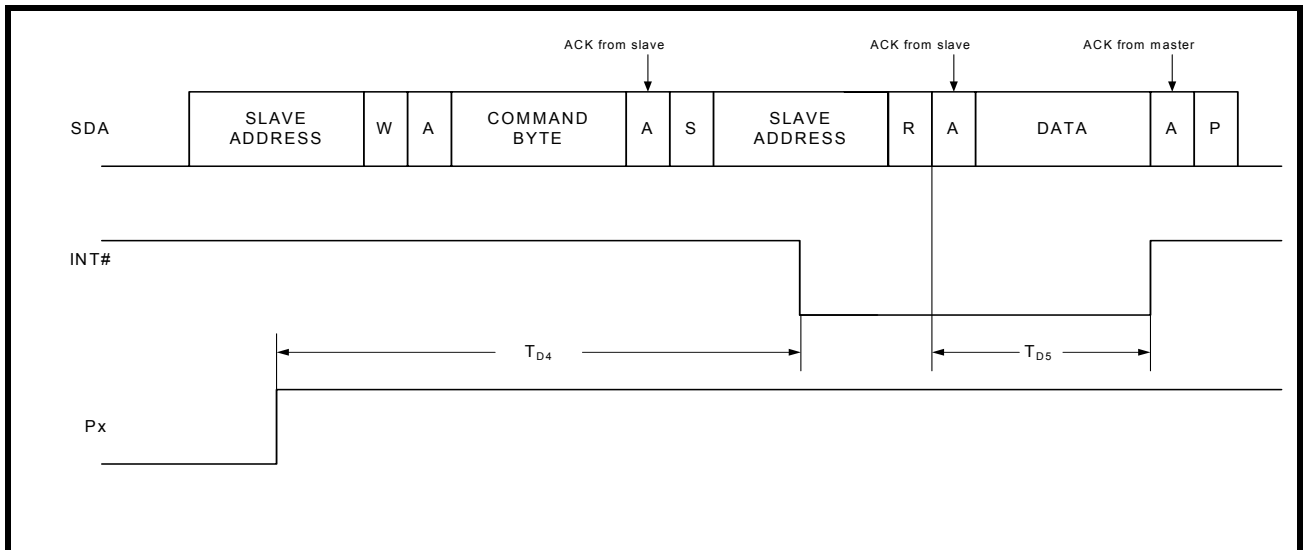 ACK from slave
ACK from slave
ACK from master
SDA
SLAVE
ADDRESS
W
A
COMMAND
BYTE
A
S
SLAVE
ADDRESS
R
A
DATA
A
P
INT#
TD4
TD5
Px